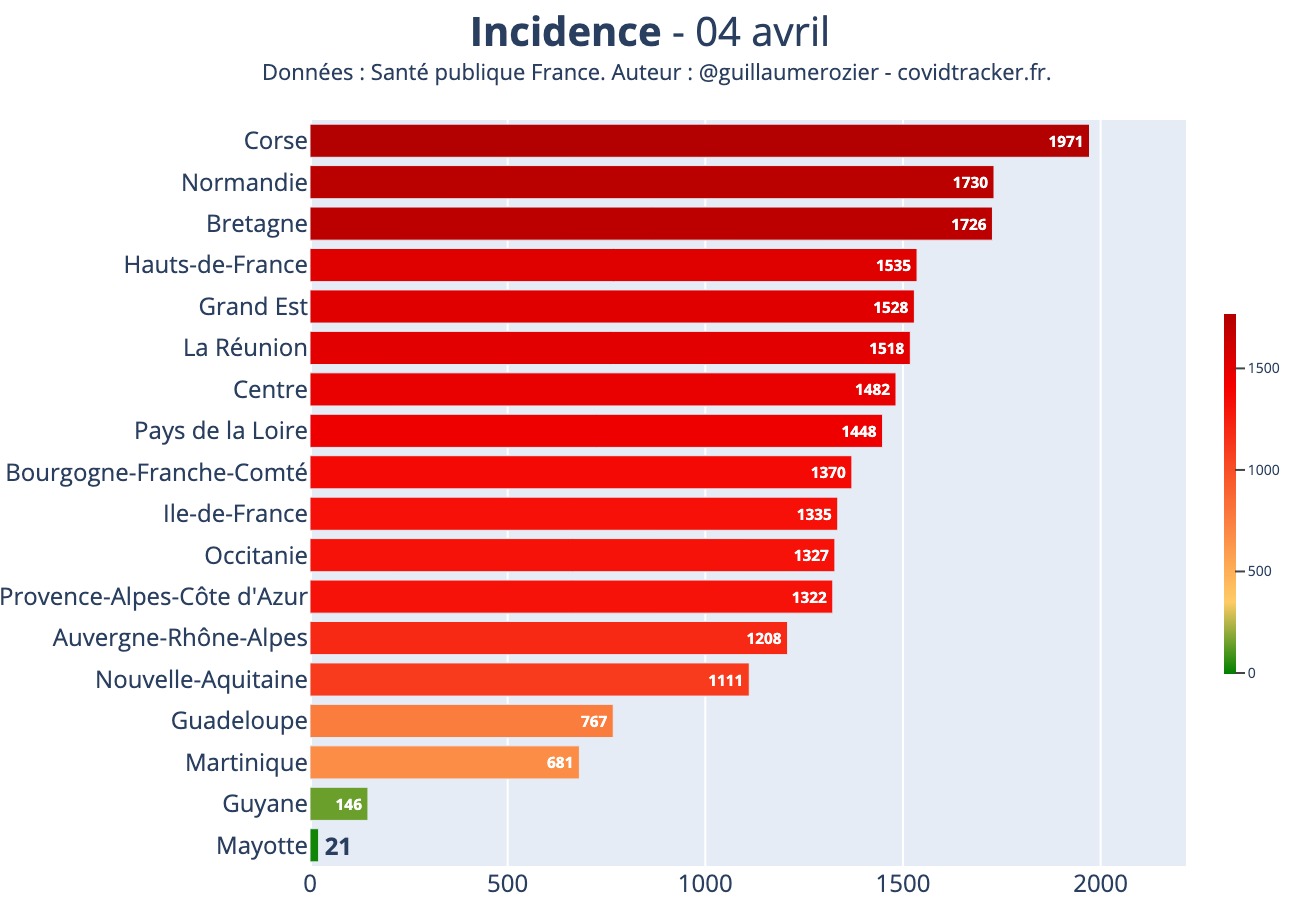 Incidence - 04 avril
Données : Santé publique France. Auteur : @guillaumerozier - covidtracker.fr.
Corse 1971
Normandie 1730
Bretagne 1726
Hauts-de-France 1535
Grand Est 1528
La Réunion 1518
Centre 1482
Pays de la Loire 1448
Bourgogne-Franche-Comté 1370
Ile-de-France 1335
Occitanie 1327
Provence-Alpes-Côte d'Azur 1322
Auvergne-Rhône-Alpes 1208
Nouvelle-Aquitaine 1111
Guadeloupe 767
Martinique 681
Guyane 146
Mayotte 21
0 500 1000 1500 2000
1500
1000
500
0